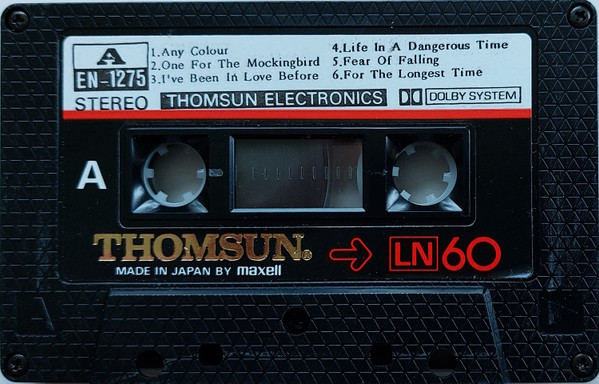 A
EN-1275
STEREO
1.Any Colour
2.One For The Mockingbird
3.I've Been In Love Before
4.Life In A Dangerous Time
5.Fear Of Falling
6.For The Longest Time
THOMSUN ELECTRONICS
DOLBY SYSTEM
A
THOMSUN®
LN 60
MADE IN JAPAN BY maxell
A